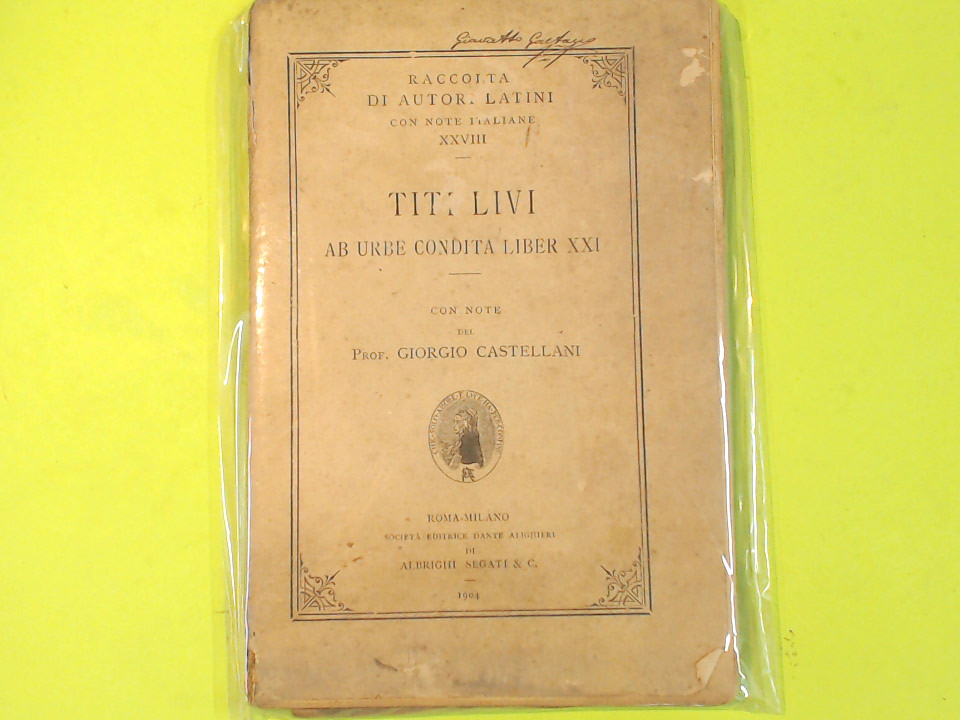 RACCOLTA
DI AUTORI LATINI
CON NOTE ITALIANE
XXVIII
TITI LIVI
AB URBE CONDITA LIBER XXI
CON NOTE
DEL
PROF. GIORGIO CASTELLANI
ROMA-MILANO
SOCIETÀ EDITRICE DANTE ALIGHIERI
DI
ALBRIGHI SEGATI & C.
1904